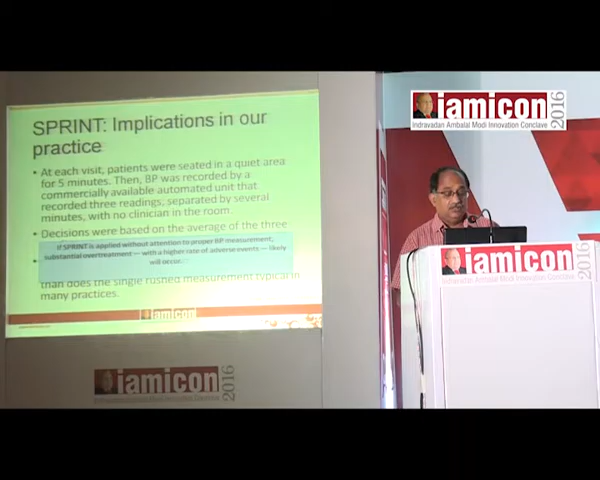 iamicon 2016
Indravadan Ambalal Modi Innovation Conclave
SPRINT: Implications in our
practice
• At each visit, patients were seated in a quiet area
for 5 minutes. Then, BP was recorded by a
commercially available automated unit that
recorded three readings, separated by several
minutes, with no clinician in the room.
• Decisions were based on the average of the three
If SPRINT is applied without attention to proper BP measurement,
substantial overtreatment — with a higher rate of adverse events — likely
will occur.
than does the single rushed measurement typical in
many practices.
iamicon
iamicon 2016
Indravadan Ambalal Modi Innovation Conclave
iamicon 2016